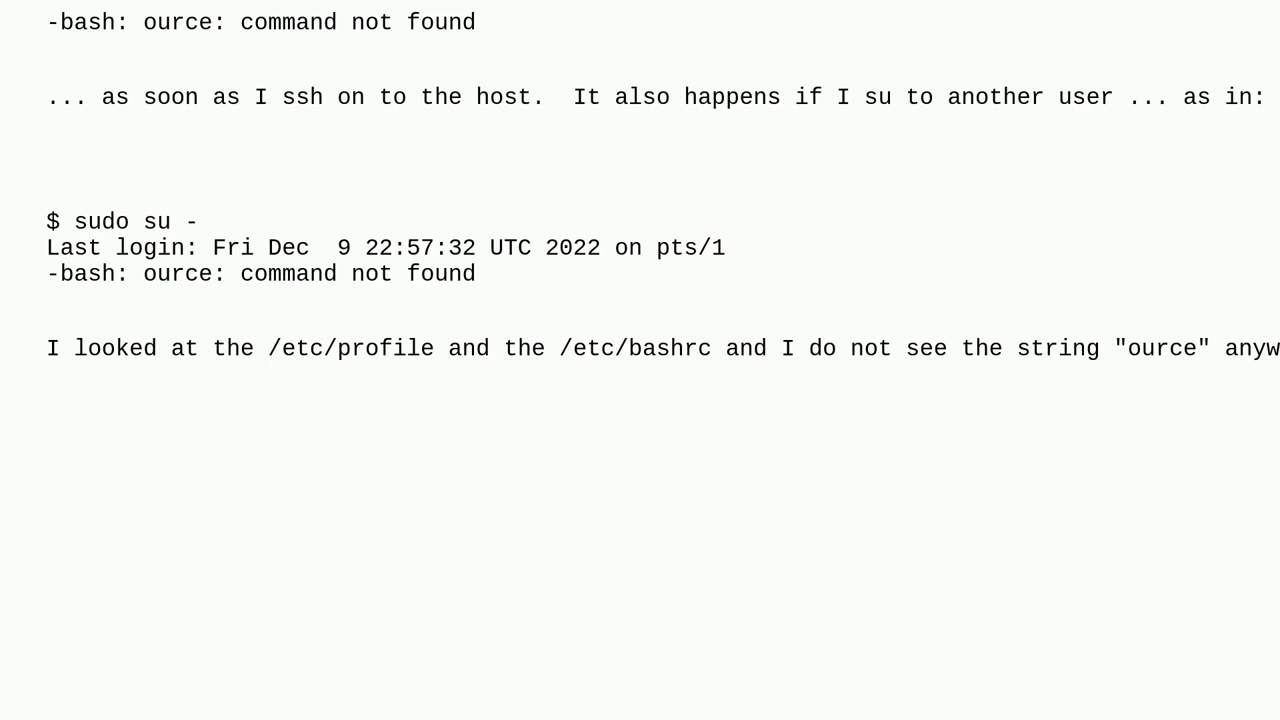 -bash: ource: command not found
... as soon as I ssh on to the host.  It also happens if I su to another user ... as in:
$ sudo su -
Last login: Fri Dec  9 22:57:32 UTC 2022 on pts/1
-bash: ource: command not found
I looked at the /etc/profile and the /etc/bashrc and I do not see the string "ource" anyw